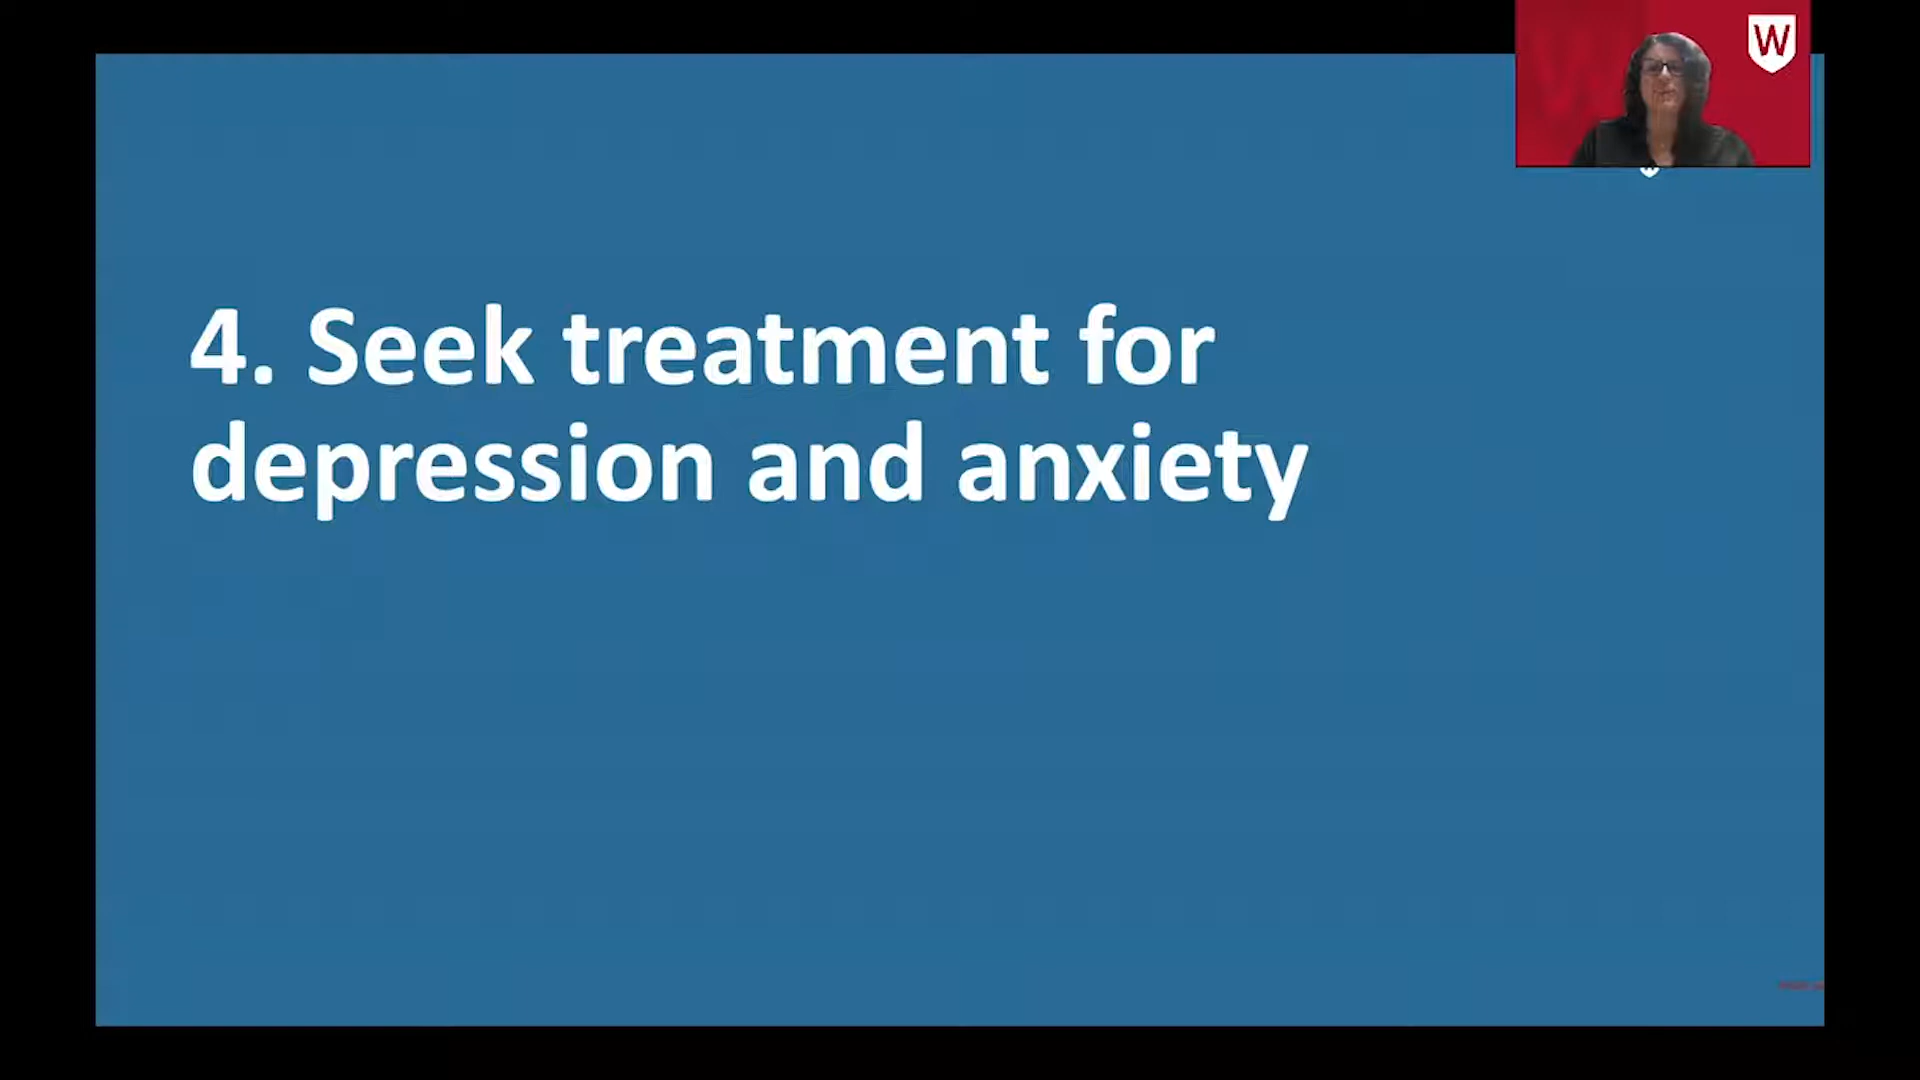 W
4. Seek treatment for
depression and anxiety